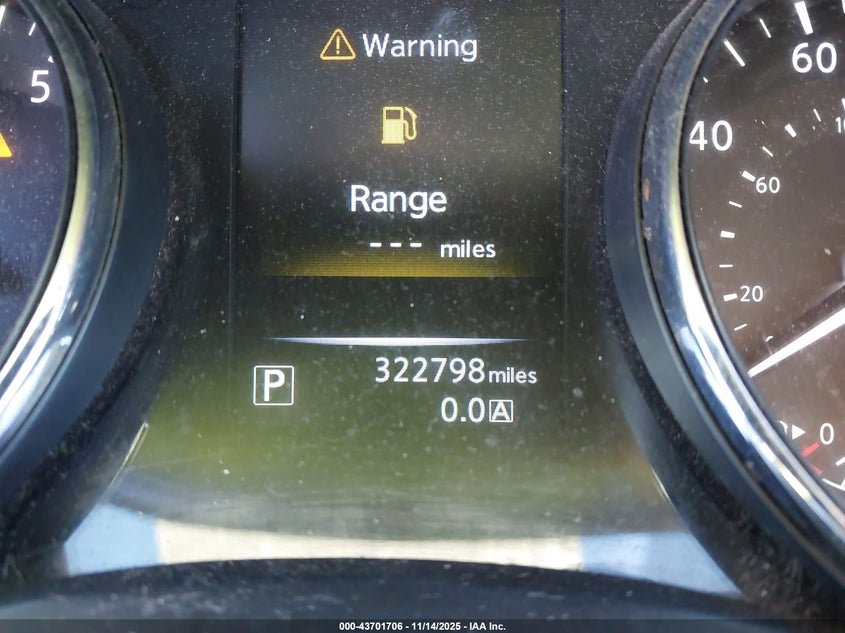 5
Warning
Range
--- miles
P
322798 miles
0.0 A
60
40
60
20
0
000-43701706 - 11/14/2025 - IAA Inc.